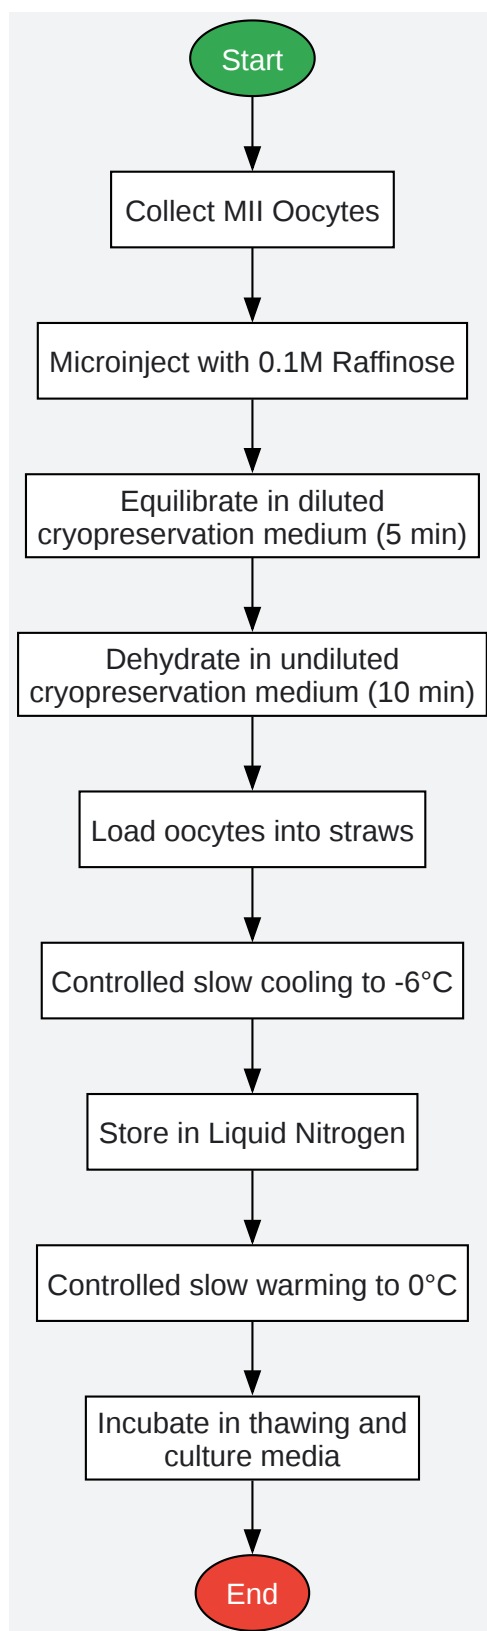 Start
Collect MII Oocytes
Microinject with 0.1M Raffinose
Equilibrate in diluted
cryopreservation medium (5 min)
Dehydrate in undiluted
cryopreservation medium (10 min)
Load oocytes into straws
Controlled slow cooling to -6°C
Store in Liquid Nitrogen
Controlled slow warming to 0°C
Incubate in thawing and
culture media
End